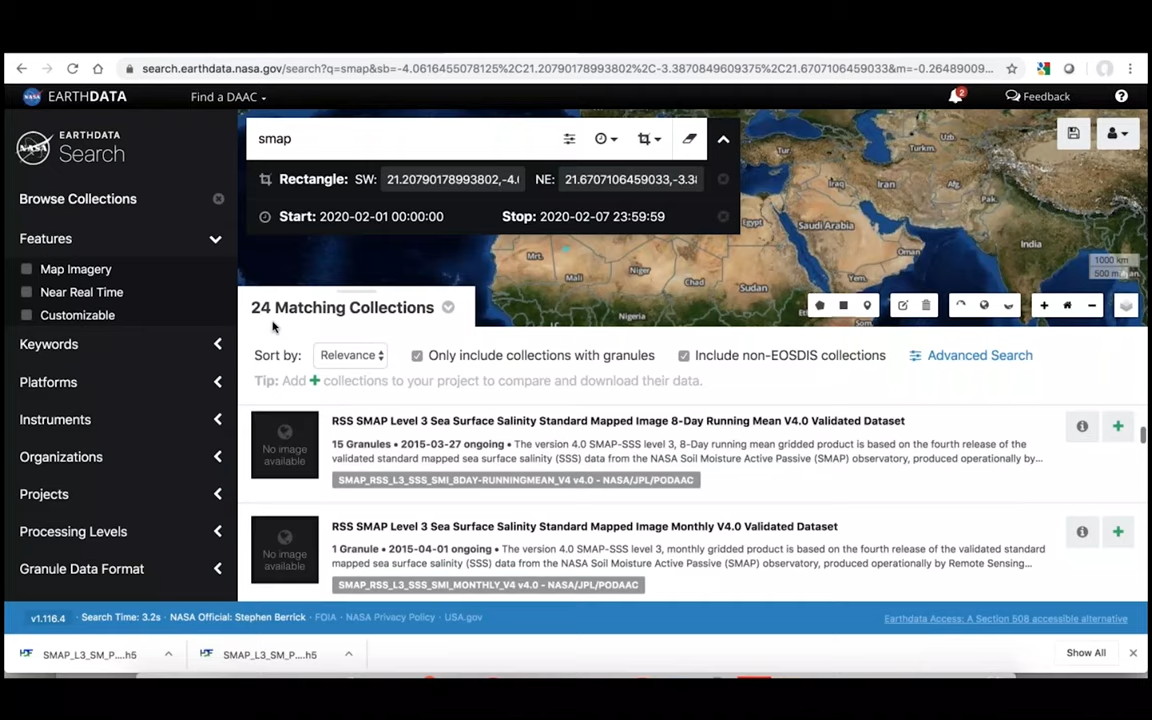 search.earthdata.nasa.gov/search?q=smap&sb=-4.0616455078125%2C21.20790178993802%2C-3.3870849609375%2C21.6707106459033&m=-0.26489009...
EARTHDATA
Find a DAAC
2
Feedback
?
EARTHDATA
Search
smap
Rectangle: SW: 21.20790178993802,-4.0 NE: 21.6707106459033,-3.38
Start: 2020-02-01 00:00:00 Stop: 2020-02-07 23:59:59
Tur.
Turkm.
Uzb.
Iraq
Iran
Afg.
Pak.
Egypt
Saudi Arabia
Oman
India
Yem.
Mrt.
Mali
Niger
Chad
Sudan
Nigeria
1000 km
Browse Collections
Features
Map Imagery
Near Real Time
Customizable
Keywords
Platforms
Instruments
Organizations
Projects
Processing Levels
Granule Data Format
24 Matching Collections
Sort by: Relevance Only include collections with granules Include non-EOSDIS collections Advanced Search
Tip: Add + collections to your project to compare and download their data.
No image available
RSS SMAP Level 3 Sea Surface Salinity Standard Mapped Image 8-Day Running Mean V4.0 Validated Dataset
15 Granules • 2015-03-27 ongoing • The version 4.0 SMAP-SSS level 3, 8-Day running mean gridded product is based on the fourth release of the
validated standard mapped sea surface salinity (SSS) data from the NASA Soil Moisture Active Passive (SMAP) observatory, produced operationally by...
SMAP_RSS_L3_SSS_SMI_8DAY-RUNNINGMEAN_V4 v4.0 - NASA/JPL/PODAAC
No image available
RSS SMAP Level 3 Sea Surface Salinity Standard Mapped Image Monthly V4.0 Validated Dataset
1 Granule • 2015-04-01 ongoing • The version 4.0 SMAP-SSS level 3, monthly gridded product is based on the fourth release of the validated standard
mapped sea surface salinity (SSS) data from the NASA Soil Moisture Active Passive (SMAP) observatory, produced operationally by Remote Sensing...
SMAP_RSS_L3_SSS_SMI_MONTHLY_V4 v4.0 - NASA/JPL/PODAAC
v1.116.4 · Search Time: 3.2s · NASA Official: Stephen Berrick · FOIA · NASA Privacy Policy · USA.gov
Earthdata Access: A Section 508 accessible alternative
SMAP_L3_SM_P....h5
SMAP_L3_SM_P....h5
Show All